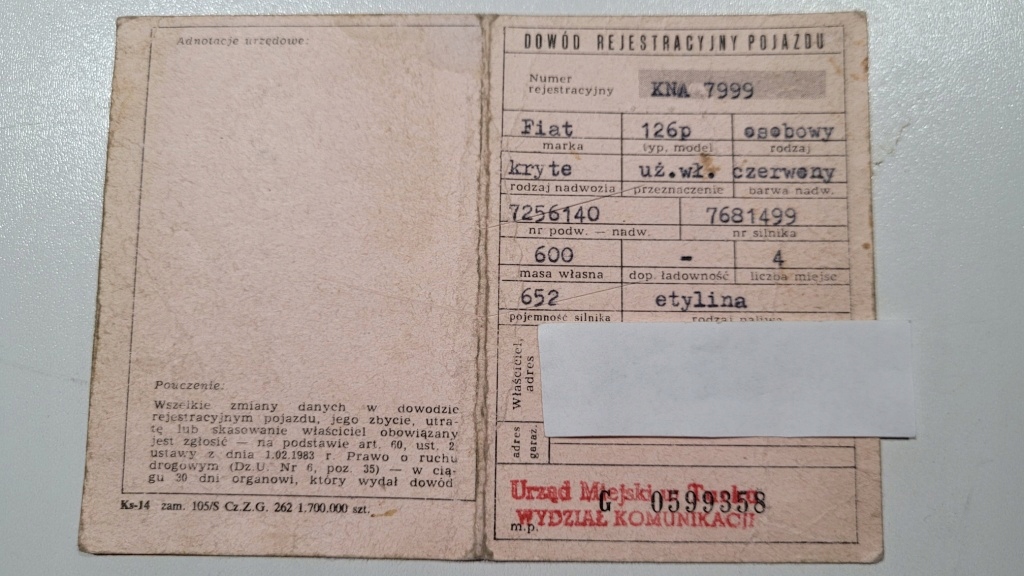 Adnotacje urzędowe:
Pouczenie:
Wszelkie zmiany danych w dowodzie
rejestracyjnym pojazdu, jego zbycie, utra-
tę lub skasowanie właściciel obowiązany
jest zgłosić — na podstawie art. 60, ust. 2
ustawy z dnia 1.02.1983 r. Prawo o ruchu
drogowym (Dz.U. Nr 6, poz. 35) — w cią-
gu 30 dni organowi, który wydał dowód
Ks-14 zam. 105/S Cz.Z.G. 262 1.700.000 szt.
DOWÓD REJESTRACYJNY POJAZDU
Numer
rejestracyjny KNA 7999
Fiat 126p osobowy
marka typ, model rodzaj
kryte uż.wł. czerwony
rodzaj nadwozia przeznaczenie barwa nadw.
7256140 7681499
nr podw. — nadw. nr silnika
600 - 4
masa własna dop. ładowność liczba miejsc
652 etylina
pojemność silnika rodzaj paliwa
Właściciel,
adres
adres
garaż.
Urząd Miejski w
G 0599358
WYDZIAŁ KOMUNIKACJI
m.p.